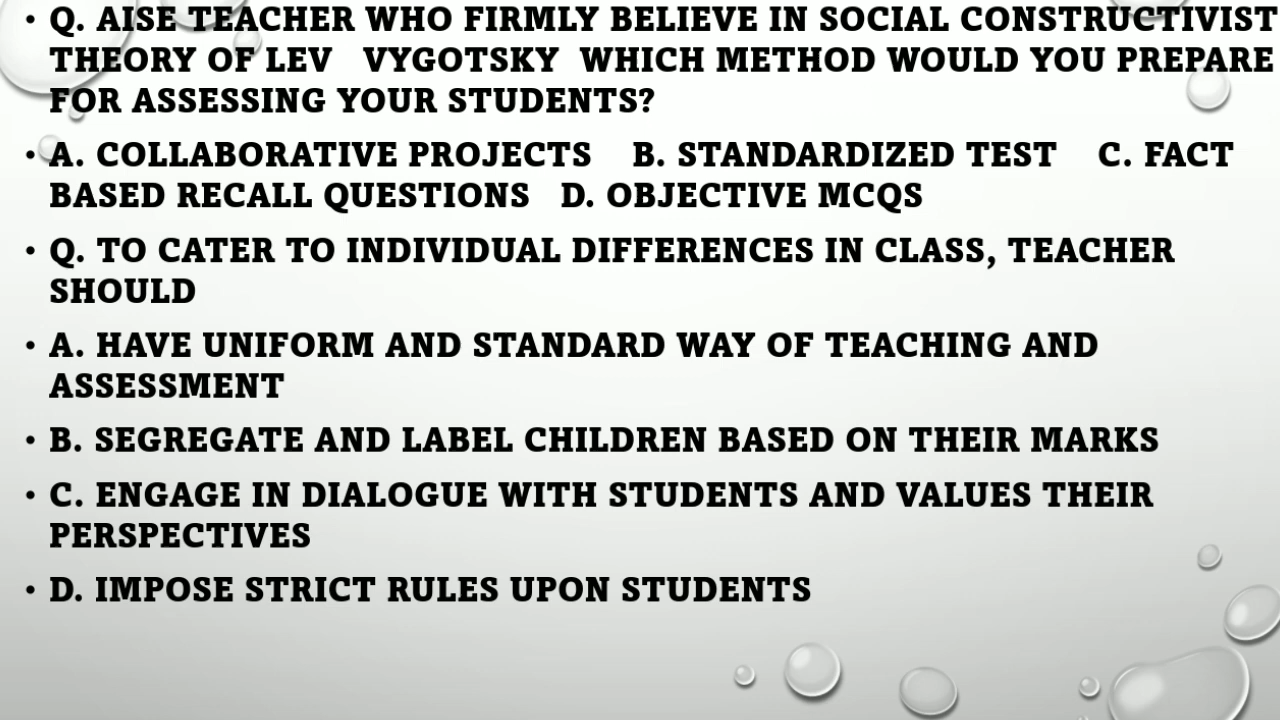 • Q. AISE TEACHER WHO FIRMLY BELIEVE IN SOCIAL CONSTRUCTIVIST
THEORY OF LEV VYGOTSKY WHICH METHOD WOULD YOU PREPARE
FOR ASSESSING YOUR STUDENTS?
• A. COLLABORATIVE PROJECTS B. STANDARDIZED TEST C. FACT
BASED RECALL QUESTIONS D. OBJECTIVE MCQS
• Q. TO CATER TO INDIVIDUAL DIFFERENCES IN CLASS, TEACHER
SHOULD
• A. HAVE UNIFORM AND STANDARD WAY OF TEACHING AND
ASSESSMENT
• B. SEGREGATE AND LABEL CHILDREN BASED ON THEIR MARKS
• C. ENGAGE IN DIALOGUE WITH STUDENTS AND VALUES THEIR
PERSPECTIVES
• D. IMPOSE STRICT RULES UPON STUDENTS